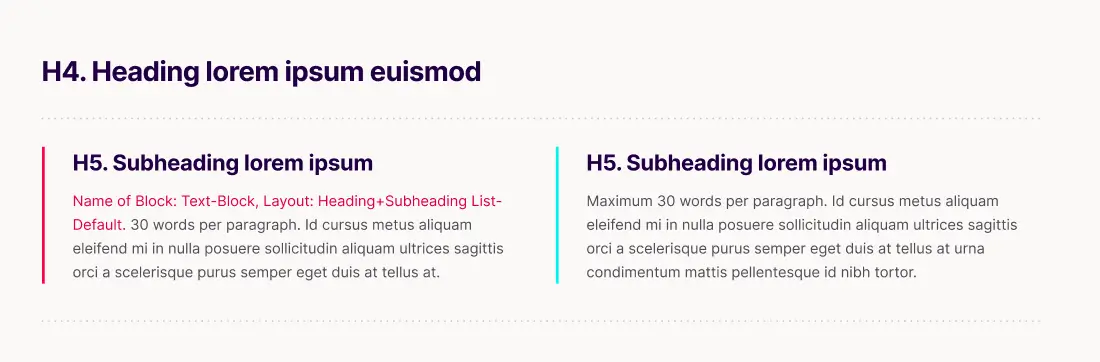 H4. Heading lorem ipsum euismod
H5. Subheading lorem ipsum
Name of Block: Text-Block, Layout: Heading+Subheading List-
Default. 30 words per paragraph. Id cursus metus aliquam
eleifend mi in nulla posuere sollicitudin aliquam ultrices sagittis
orci a scelerisque purus semper eget duis at tellus at.
H5. Subheading lorem ipsum
Maximum 30 words per paragraph. Id cursus metus aliquam
eleifend mi in nulla posuere sollicitudin aliquam ultrices sagittis
orci a scelerisque purus semper eget duis at tellus at urna
condimentum mattis pellentesque id nibh tortor.